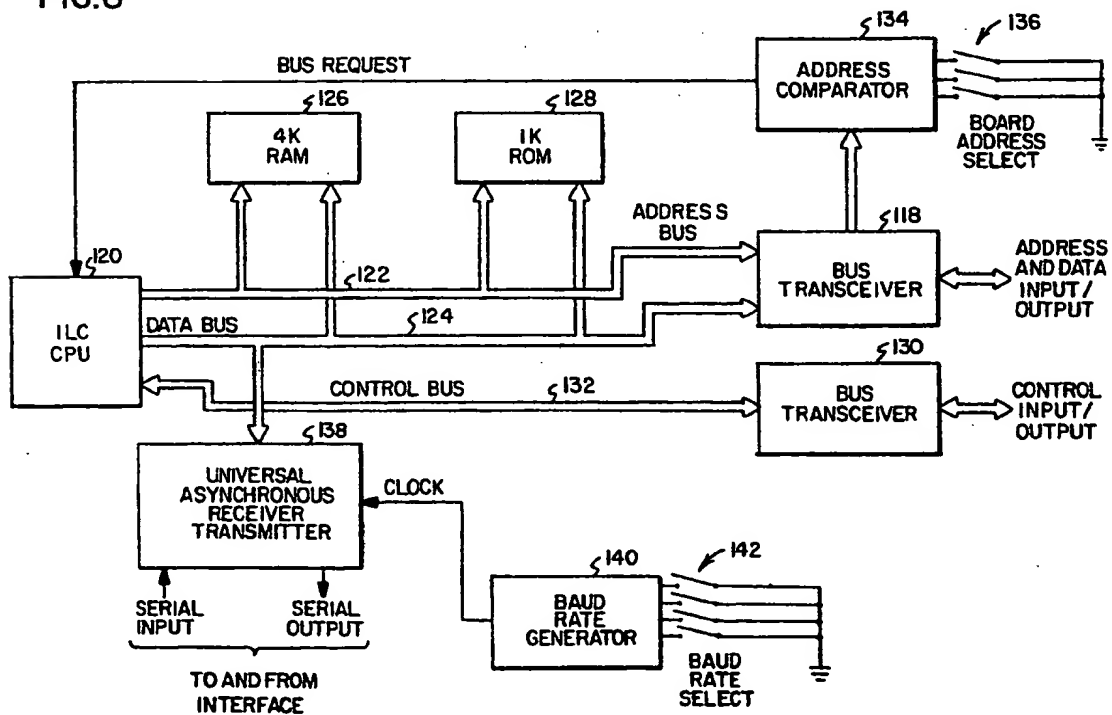 FIG.
134
136
BUS REQUEST
ADDRESS
COMPARATOR
126
128
4K
RAM
1K
ROM
BOARD
ADDRESS
SELECT
ADDRESS
BUS
118
120
122
BUS
TRANSCEIVER
ADDRESS
AND DATA
INPUT/
OUTPUT
ILC
CPU
DATA BUS
124
130
CONTROL BUS
132
BUS
TRANSCEIVER
CONTROL
INPUT/
OUTPUT
138
UNIVERSAL
ASYNCHRONOUS
RECEIVER
TRANSMITTER
CLOCK
140
142
BAUD
RATE
GENERATOR
SERIAL
INPUT
SERIAL
OUTPUT
BAUD
RATE
SELECT
TO AND FROM
INTERFACE